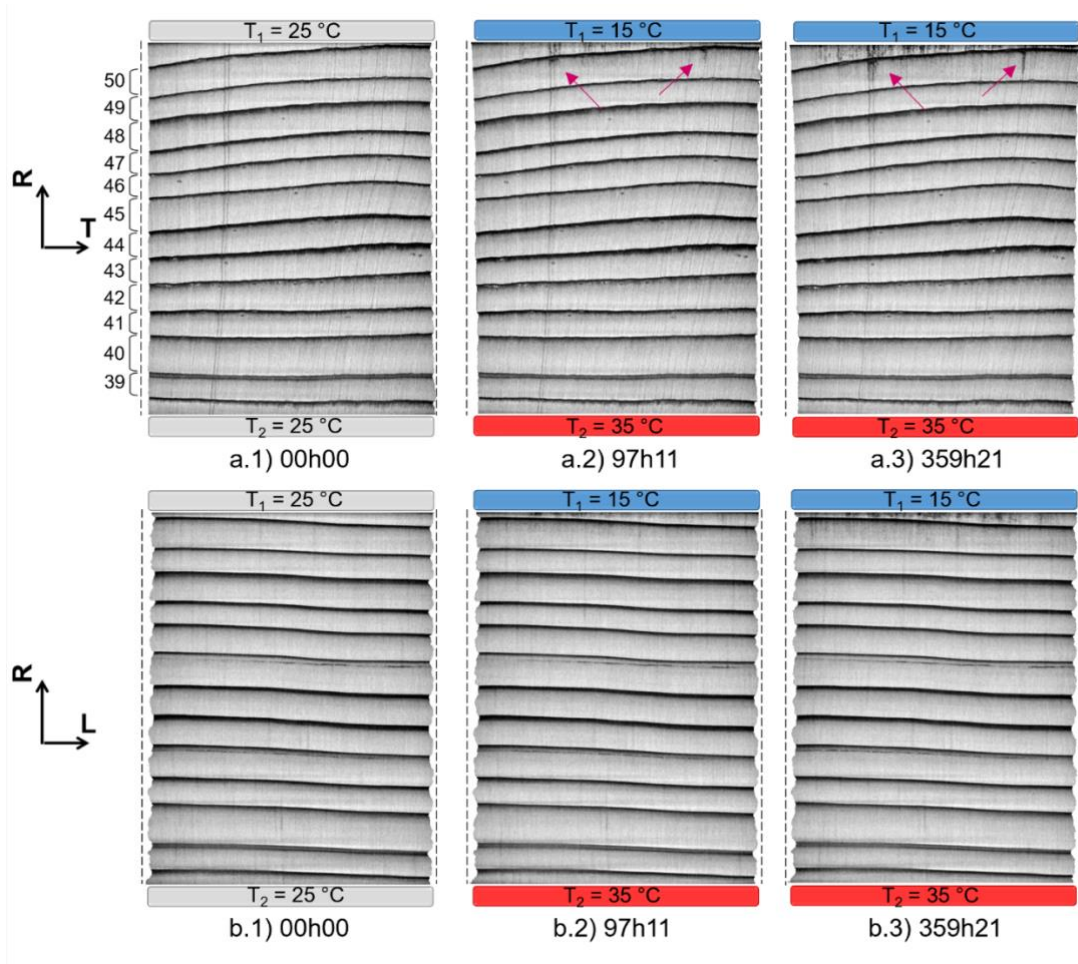 T1 = 25 °C
T1 = 15 °C
T1 = 15 °C
50
49
48
47
46
45
44
43
42
41
40
39
R
T
T2 = 25 °C
T2 = 35 °C
T2 = 35 °C
a.1) 00h00
a.2) 97h11
a.3) 359h21
T1 = 25 °C
T1 = 15 °C
T1 = 15 °C
R
L
T2 = 25 °C
T2 = 35 °C
T2 = 35 °C
b.1) 00h00
b.2) 97h11
b.3) 359h21